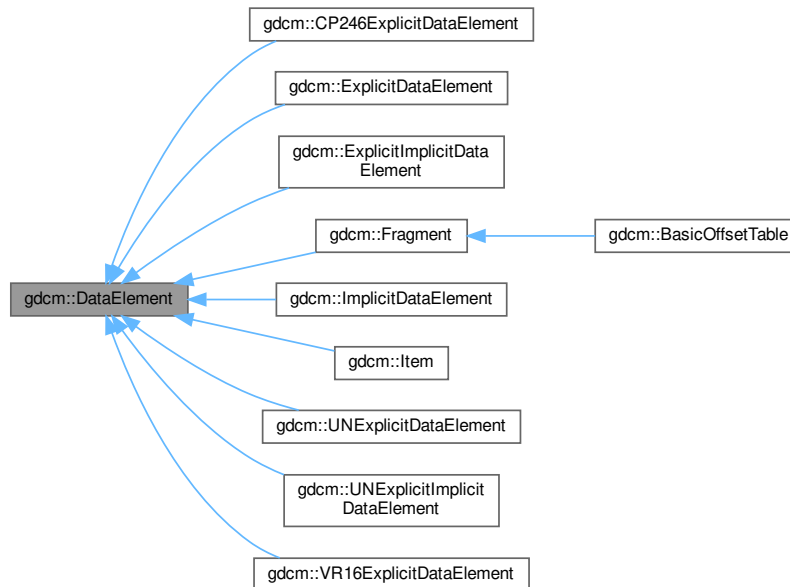 gdcm::CP246ExplicitDataElement
gdcm::ExplicitDataElement
gdcm::ExplicitImplicitData
Element
gdcm::Fragment
gdcm::BasicOffsetTable
gdcm::DataElement
gdcm::ImplicitDataElement
gdcm::Item
gdcm::UNExplicitDataElement
gdcm::UNExplicitImplicit
DataElement
gdcm::VR16ExplicitDataElement